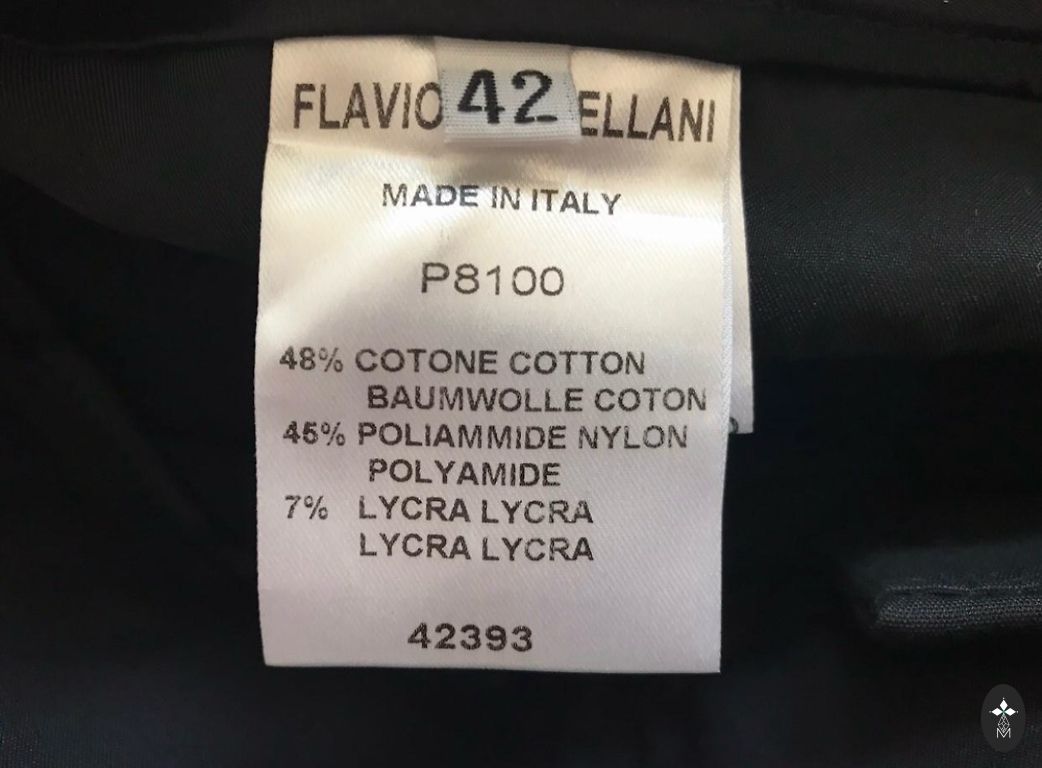 FLAVIO 42 ELLANI
MADE IN ITALY
P8100
48% COTONE COTTON
BAUMWOLLE COTON
45% POLIAMMIDE NYLON
POLYAMIDE
7% LYCRA LYCRA
LYCRA LYCRA
42393
M